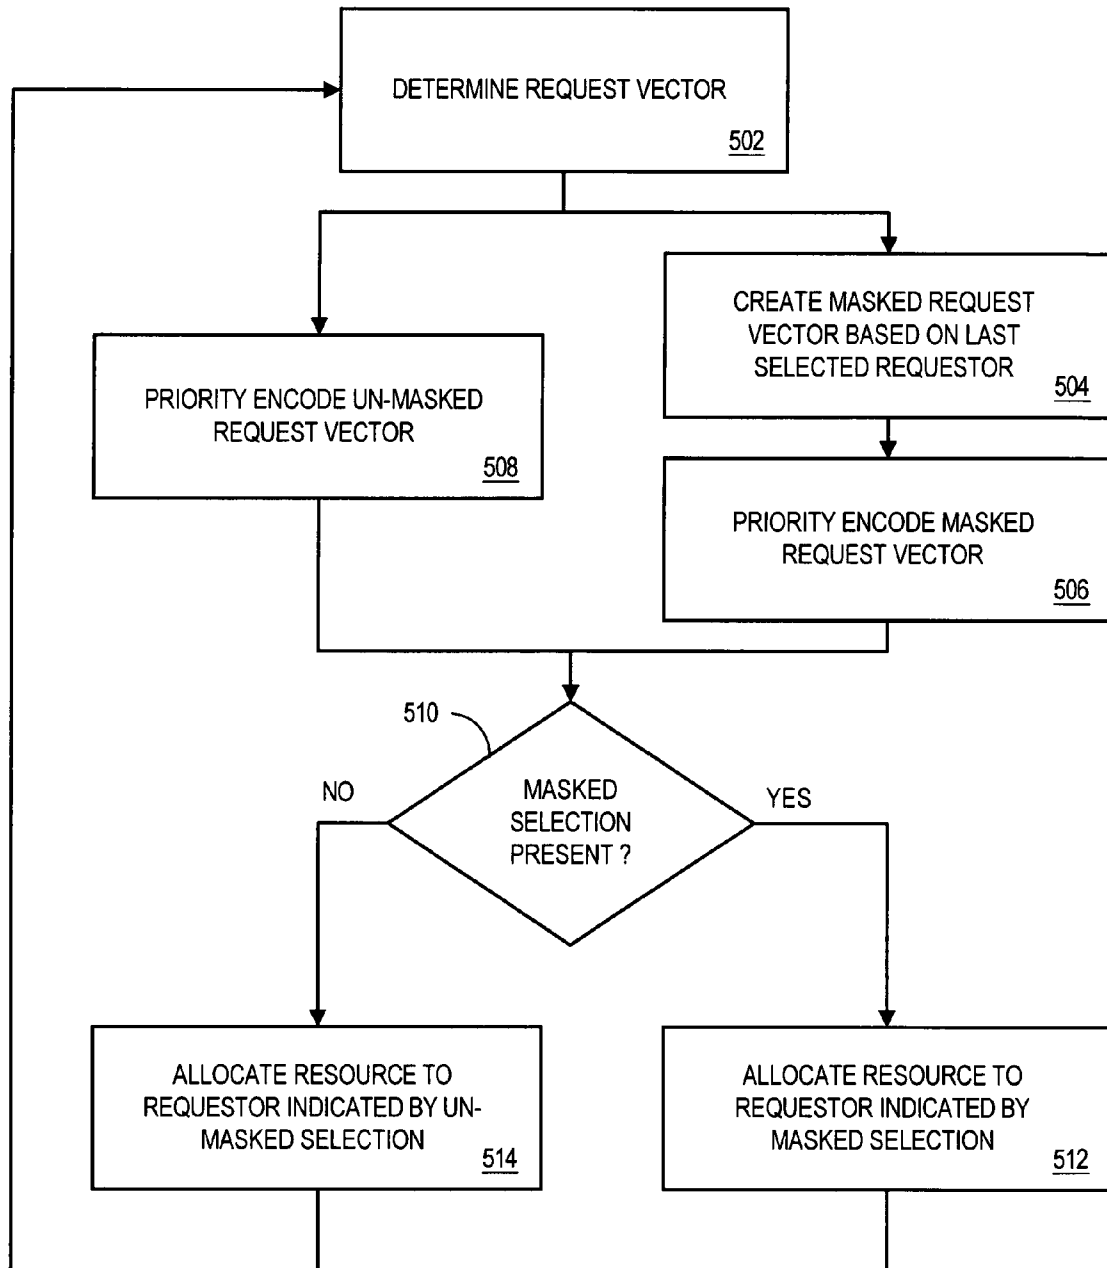 DETERMINE REQUEST VECTOR
502
CREATE MASKED REQUEST
VECTOR BASED ON LAST
SELECTED REQUESTOR
504
PRIORITY ENCODE UN-MASKED
REQUEST VECTOR
508
PRIORITY ENCODE MASKED
REQUEST VECTOR
506
510
NO
MASKED
SELECTION
PRESENT ?
YES
ALLOCATE RESOURCE TO
REQUESTOR INDICATED BY UN-
MASKED SELECTION
514
ALLOCATE RESOURCE TO
REQUESTOR INDICATED BY
MASKED SELECTION
512